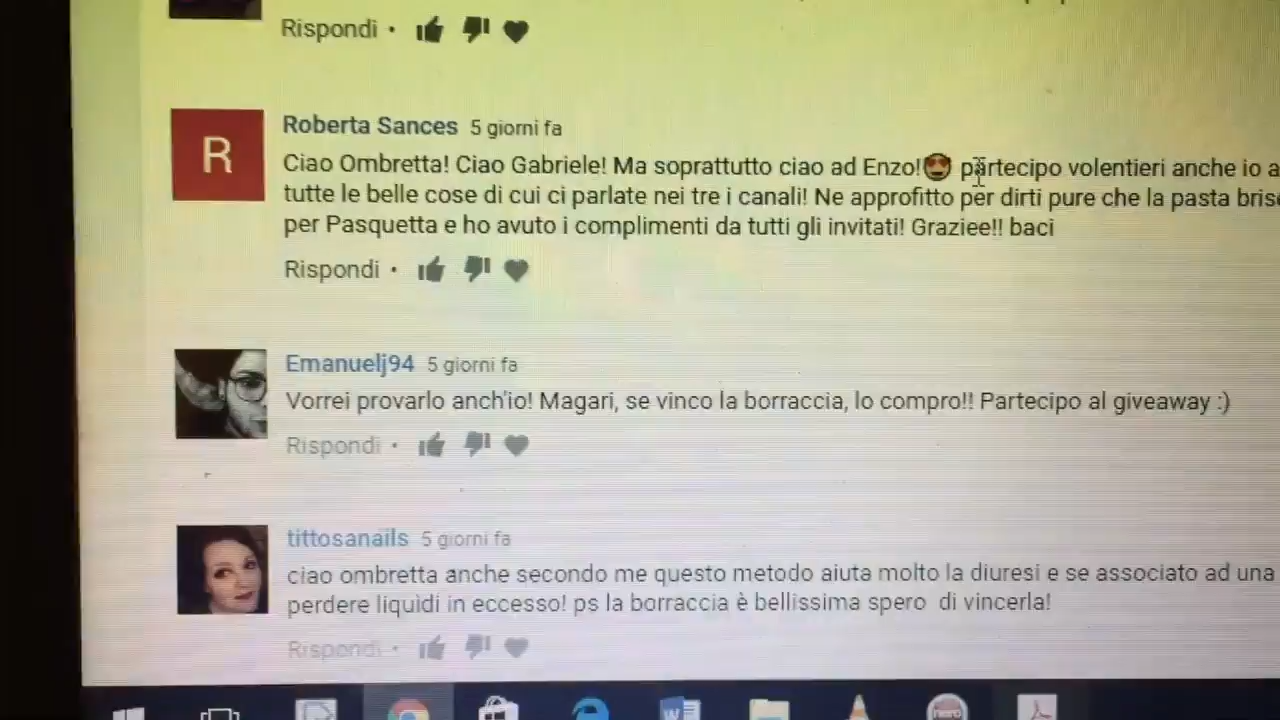 Rispondi •
R
Roberta Sances 5 giorni fa
Ciao Ombretta! Ciao Gabriele! Ma soprattutto ciao ad Enzo!😍 partecipo volentieri anche io a
tutte le belle cose di cui ci parlate nei tre i canali! Ne approfitto per dirti pure che la pasta bris
per Pasquetta e ho avuto i complimenti da tutti gli invitati! Graziee!! baci
Rispondi •
Emanuelj94 5 giorni fa
Vorrei provarlo anch'io! Magari, se vinco la borraccia, lo compro!! Partecipo al giveaway :)
Rispondi •
tittosanails 5 giorni fa
ciao ombretta anche secondo me questo metodo aiuta molto la diuresi e se associato ad una
perdere liquidi in eccesso! ps la borraccia è bellissima spero di vincerla!
Rispondi •
nero